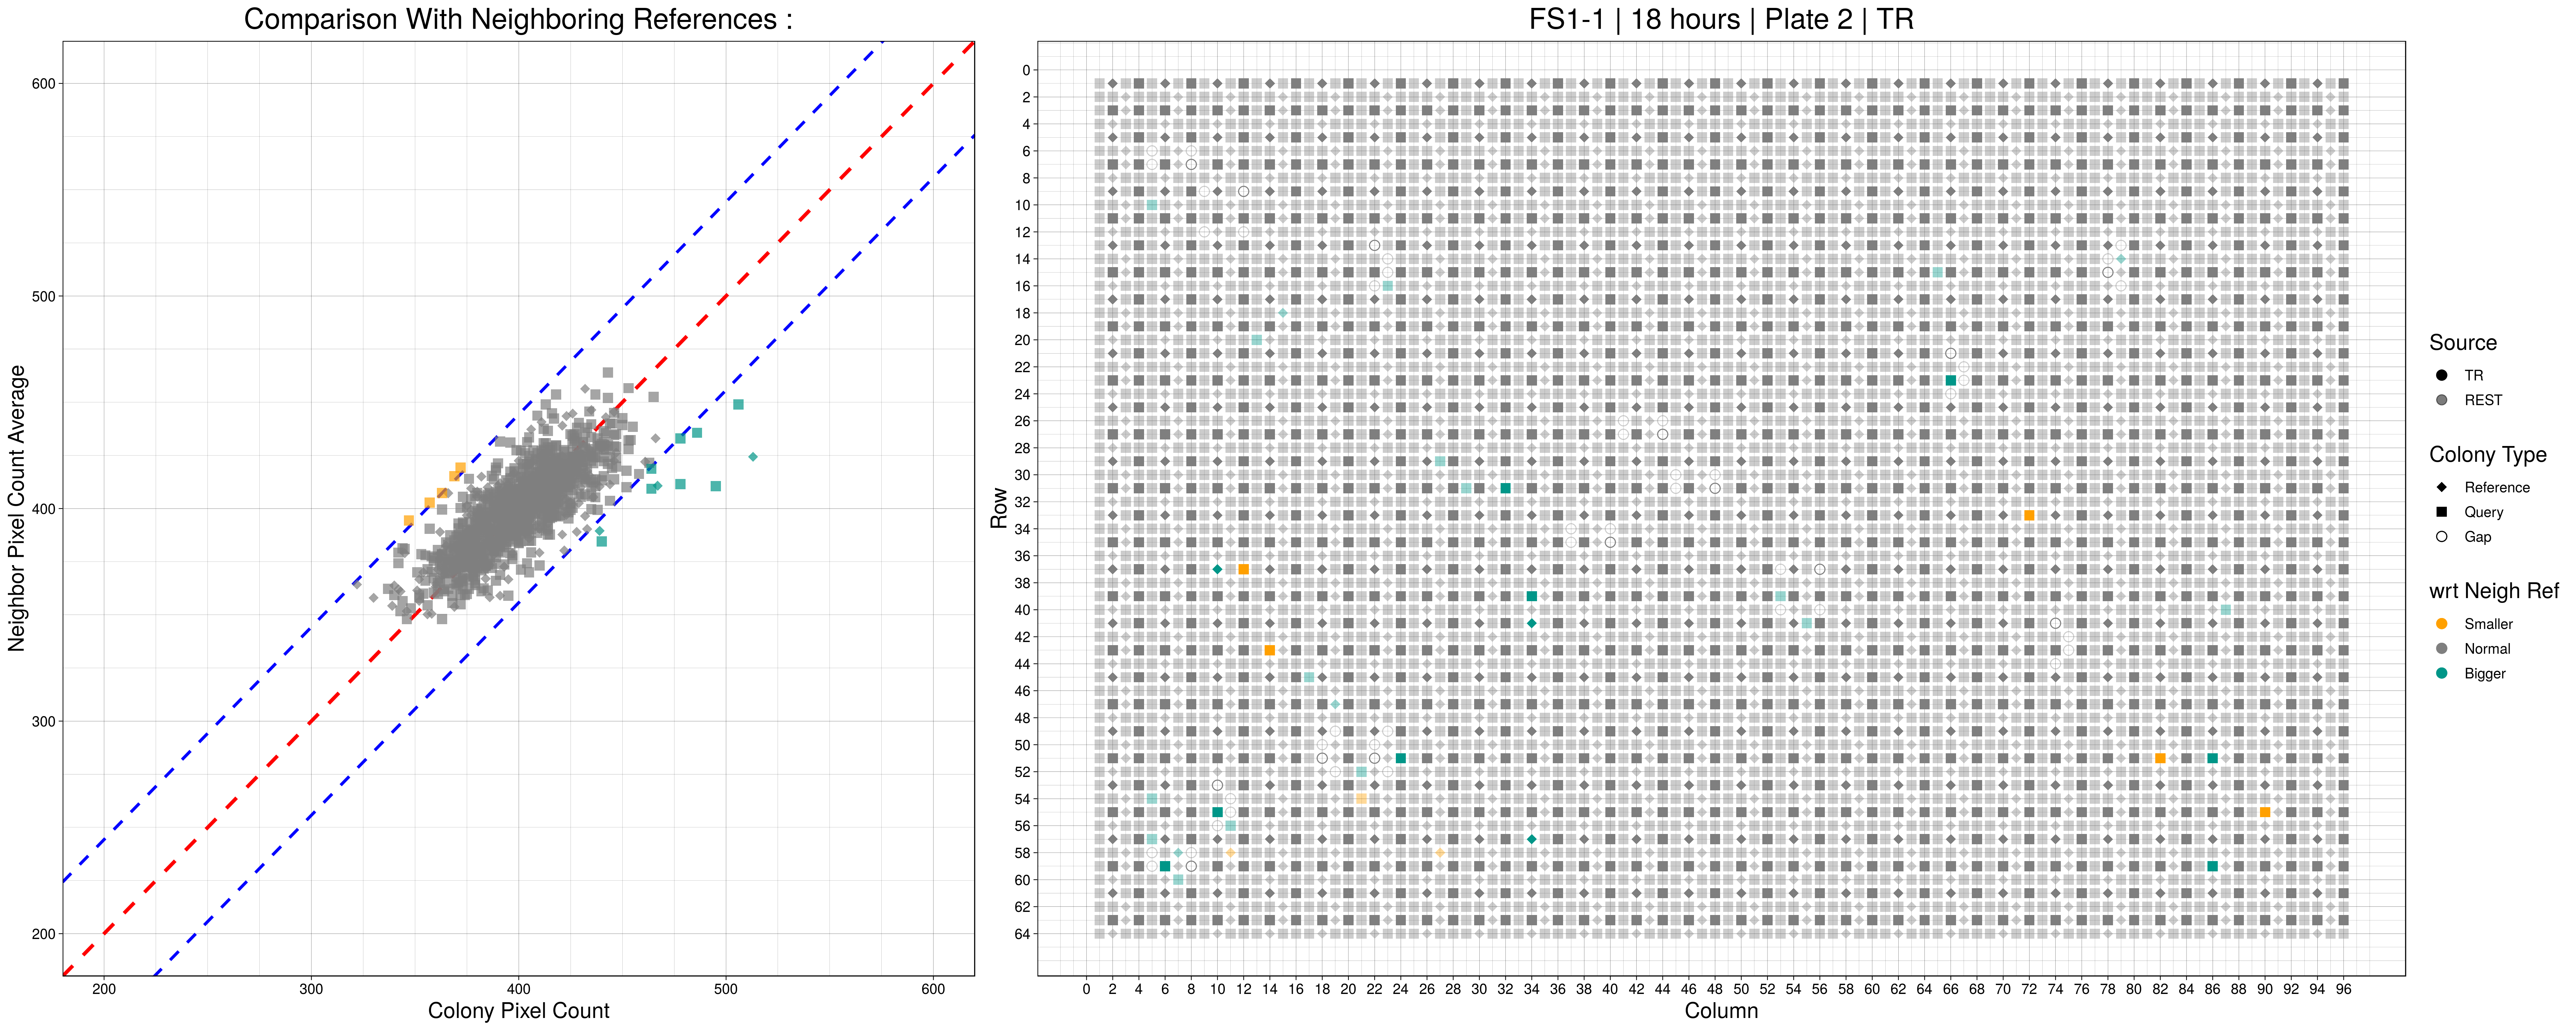 Comparison With Neighboring References :
Neighbor Pixel Count Average
600
500
400
300
200
200 300 400 500 600
Colony Pixel Count
FS1-1 | 18 hours | Plate 2 | TR
Row
0
2
4
6
8
10
12
14
16
18
20
22
24
26
28
30
32
34
36
38
40
42
44
46
48
50
52
54
56
58
60
62
64
0 2 4 6 8 10 12 14 16 18 20 22 24 26 28 30 32 34 36 38 40 42 44 46 48 50 52 54 56 58 60 62 64 66 68 70 72 74 76 78 80 82 84 86 88 90 92 94 96
Column
Source
TR
REST
Colony Type
Reference
Query
Gap
wrt Neigh Ref
Smaller
Normal
Bigger